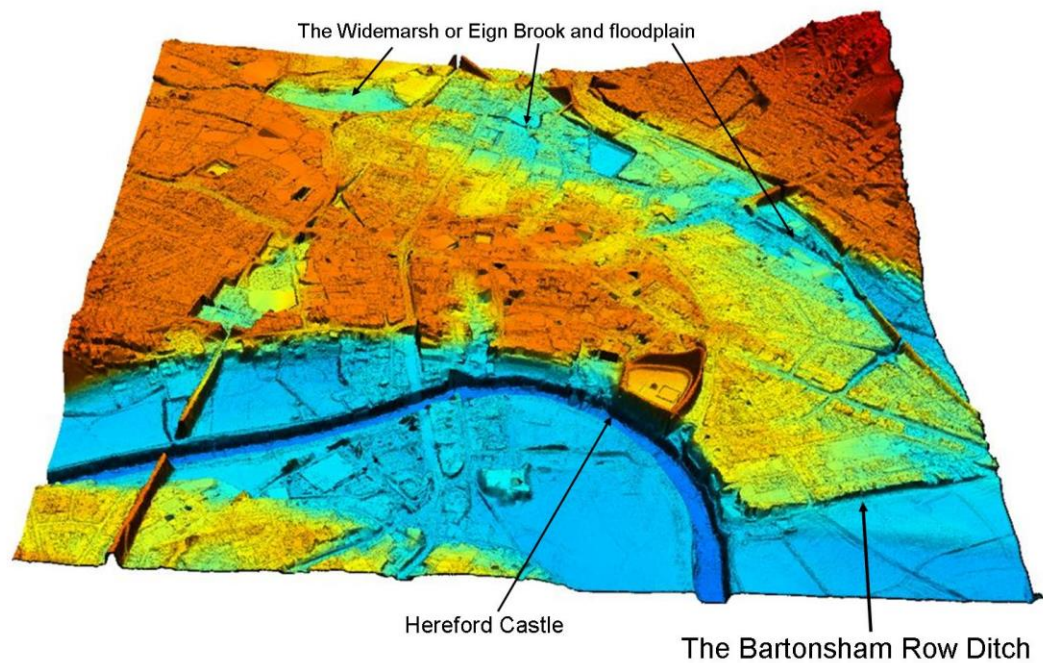 The Widemarsh or Eign Brook and floodplain
Hereford Castle
The Bartonsham Row Ditch